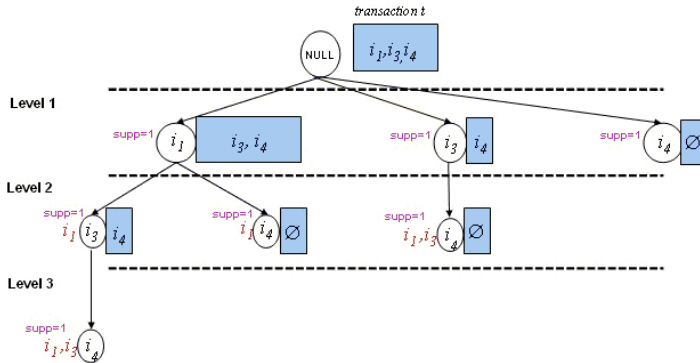 transaction t
NULL
i1,i3,i4
Level 1
supp=1
i1
i3, i4
supp=1
i3
i4
supp=1
i4
∅
Level 2
supp=1
i1
i3
i4
supp=1
i1
i4
∅
supp=1
i1,i3
i4
∅
Level 3
supp=1
i1,i3
i4